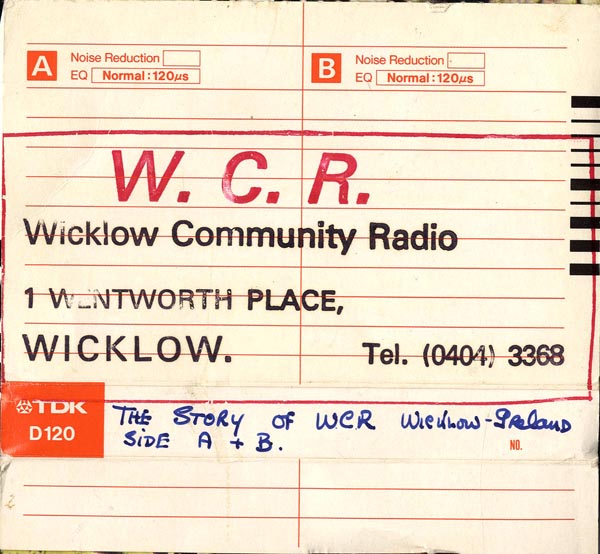 A Noise Reduction
EQ Normal : 120µs
B Noise Reduction
EQ Normal : 120µs
W. C. R.
Wicklow Community Radio
1 WENTWORTH PLACE,
WICKLOW. Tel. (0404) 3368
TDK
D120
THE STORY OF WCR WICKLOW - IRELAND
SIDE A + B.
NO.